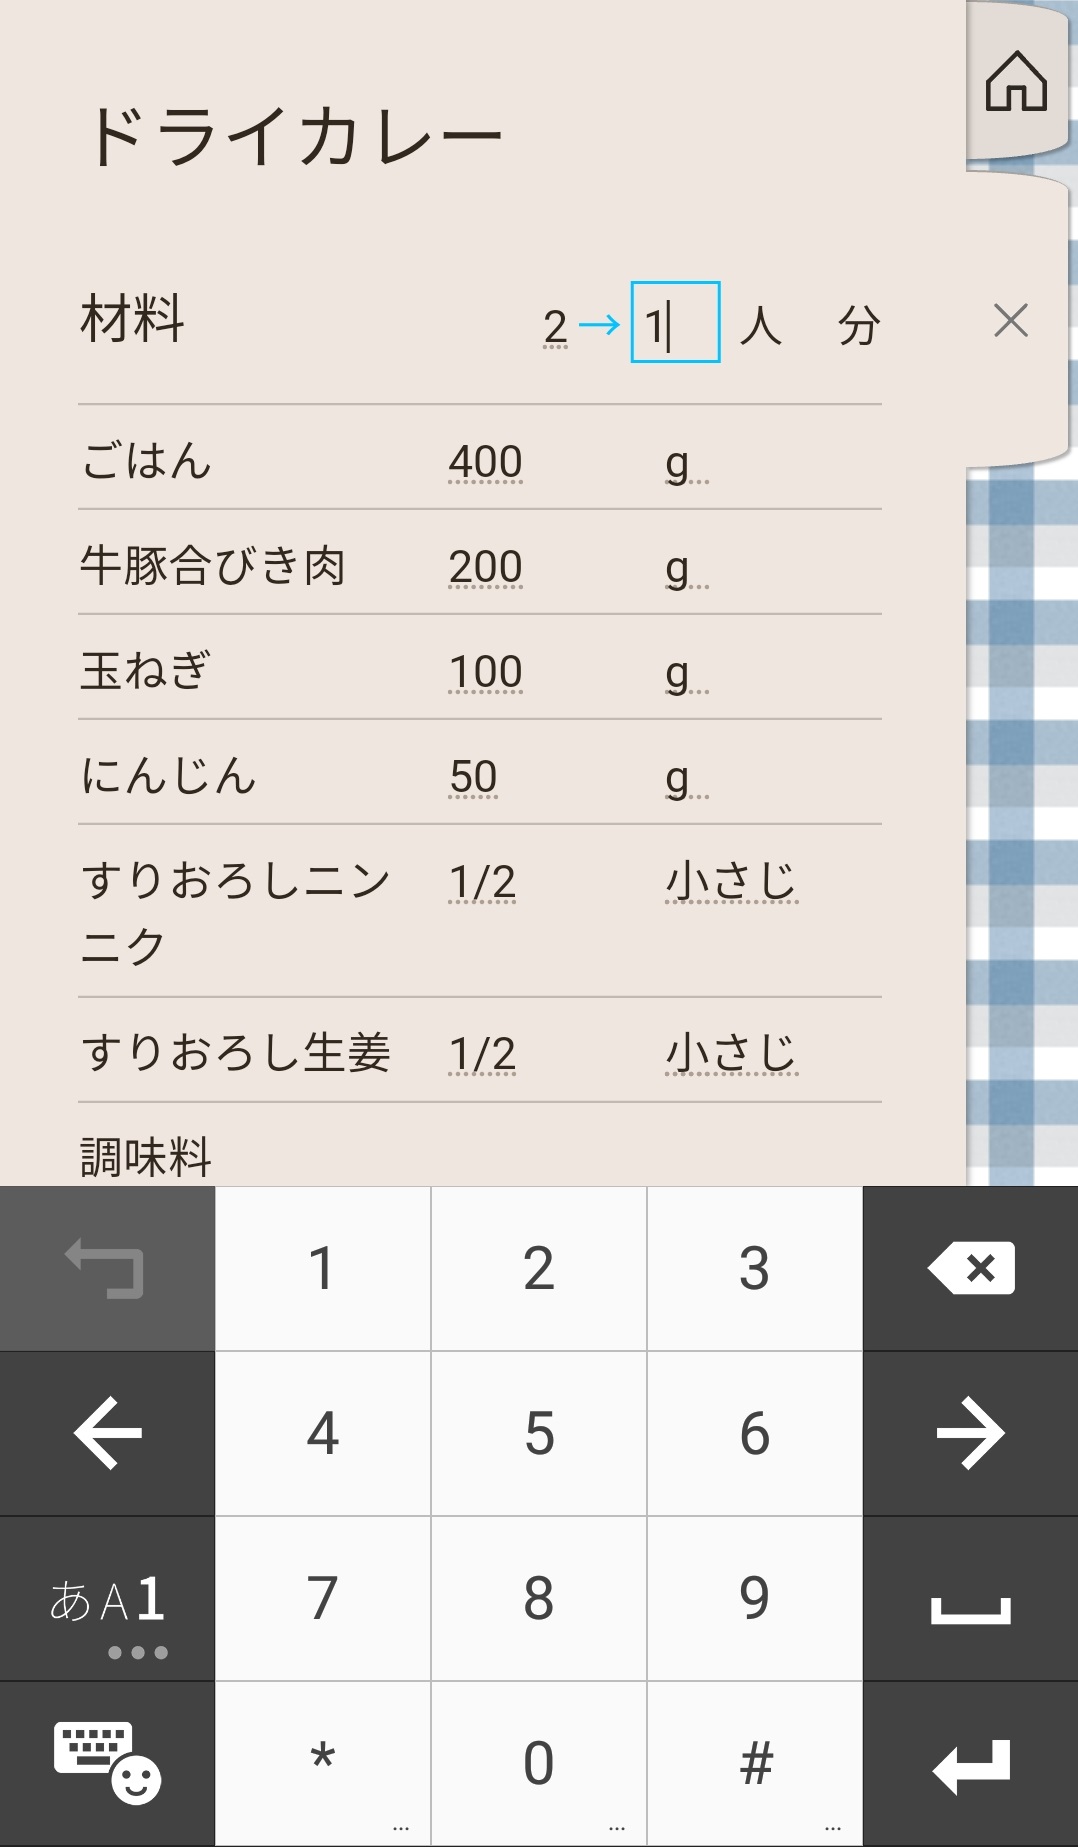 ドライカレー
材料 2→1 人 分
ごはん 400 g
牛豚合びき肉 200 g
玉ねぎ 100 g
にんじん 50 g
すりおろしニン 1/2 小さじ
ニク
すりおろし生姜 1/2 小さじ
調味料
1 2 3
4 5 6
あA1 7 8 9
* 0 #